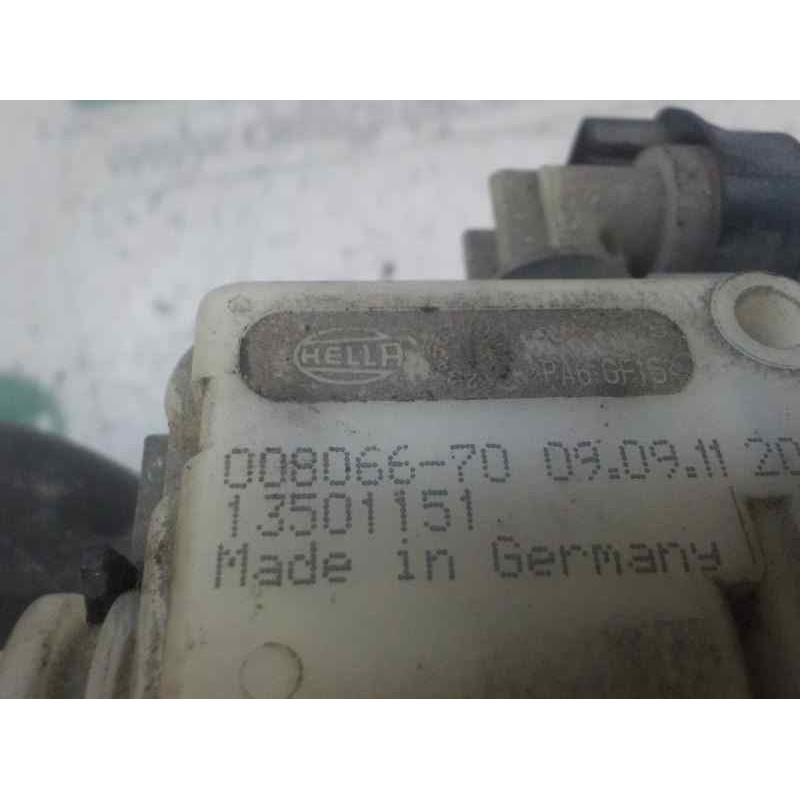 HELLA
PA6 GF15
008066-70 09.09.11 20
13501151
Made in Germany